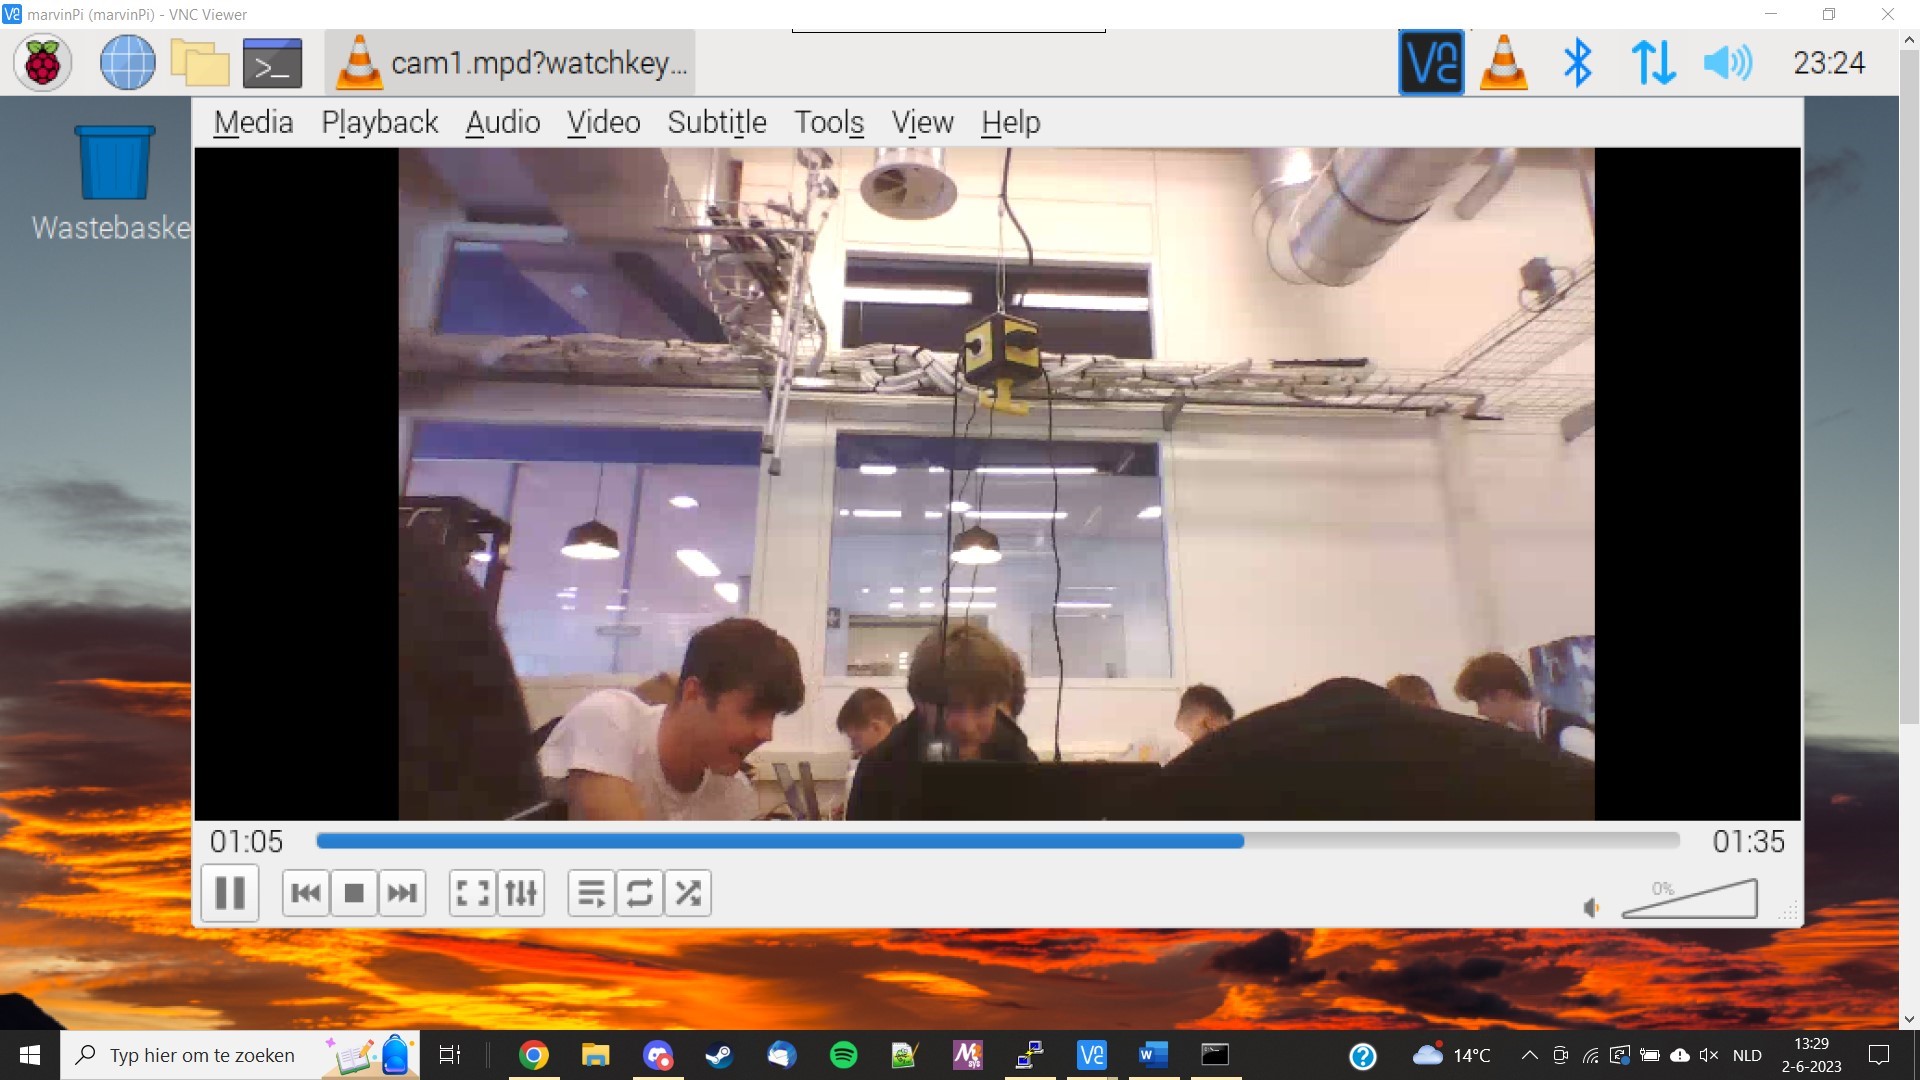 marvinPi (marvinPi) - VNC Viewer
cam1.mpd?watchkey...
23:24
Media Playback Audio Video Subtitle Tools View Help
Wastebaske
01:05
01:35
0%
Typ hier om te zoeken
14°C
NLD
13:29
2-6-2023